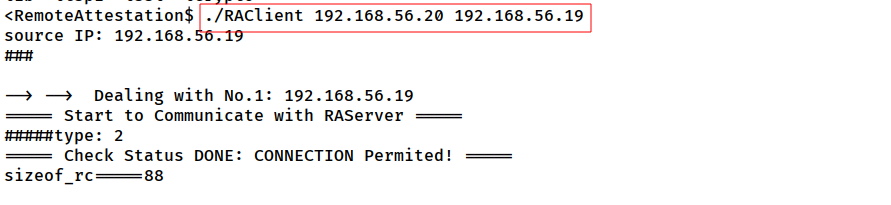 <RemoteAttestation$ ./RAClient 192.168.56.20 192.168.56.19
source IP: 192.168.56.19
###
--> --> Dealing with No.1: 192.168.56.19
===== Start to Communicate with RAServer =====
#####type: 2
===== Check Status DONE: CONNECTION Permited! =====
sizeof_rc=====88